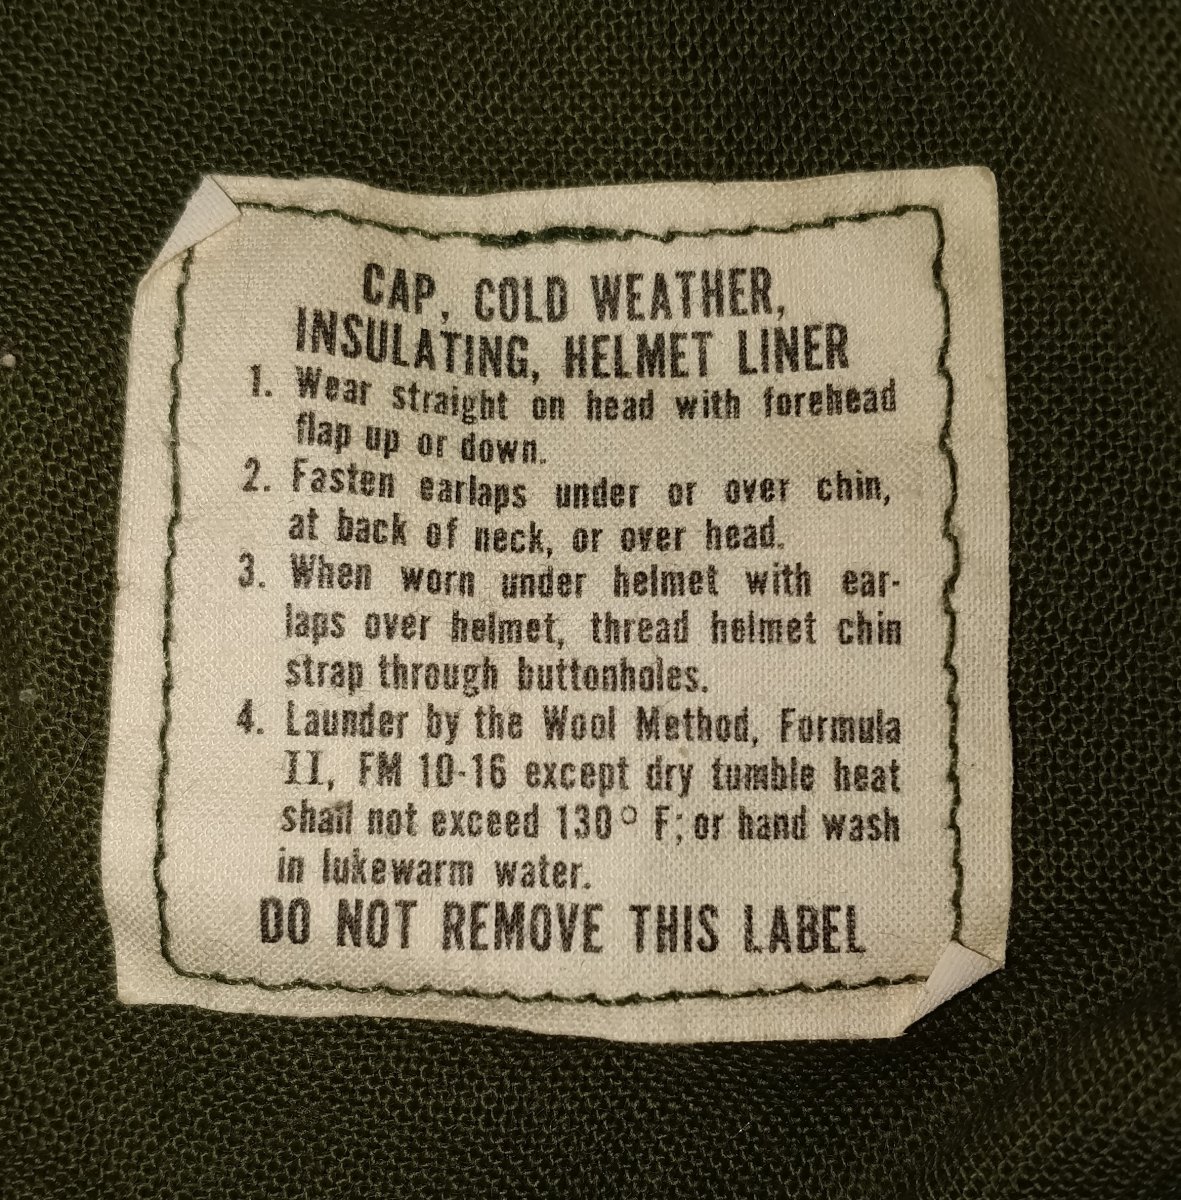 CAP, COLD WEATHER,
INSULATING, HELMET LINER
1. Wear straight on head with forehead
flap up or down.
2. Fasten earlaps under or over chin,
at back of neck, or over head.
3. When worn under helmet with ear-
laps over helmet, thread helmet chin
strap through buttonholes.
4. Launder by the Wool Method, Formula
II, FM 10-16 except dry tumble heat
shall not exceed 130° F; or hand wash
in lukewarm water.
DO NOT REMOVE THIS LABEL